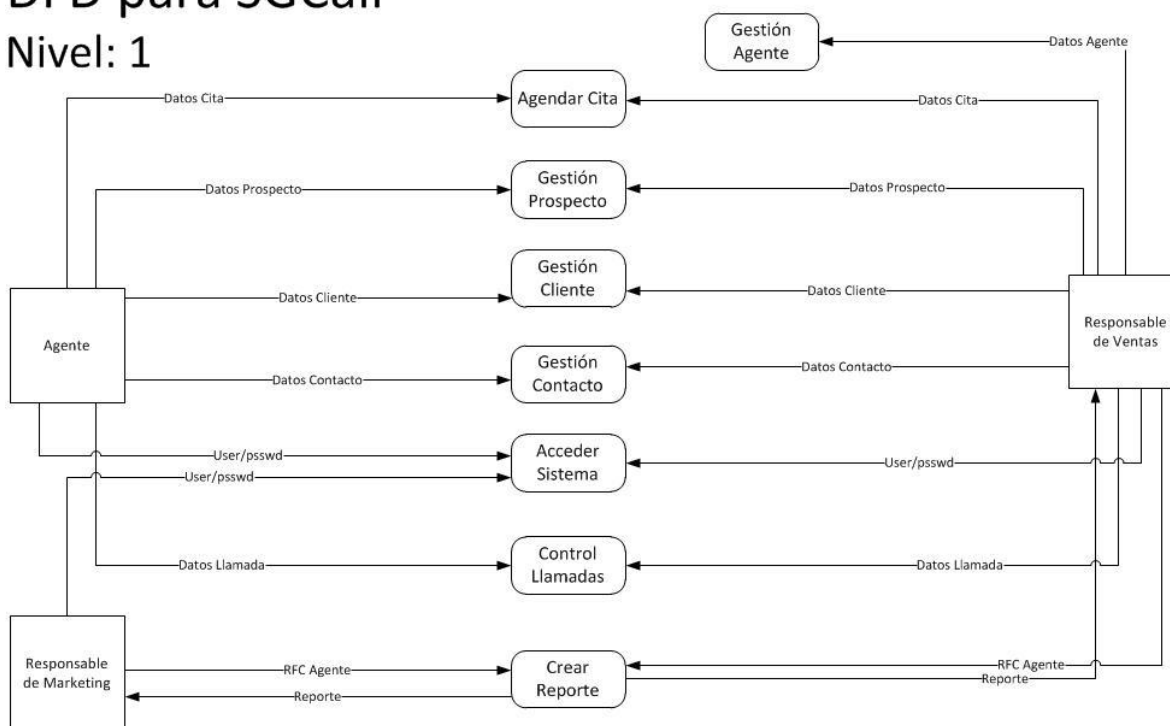 DFD para SGCall
Nivel: 1
Gestión
Agente
Datos Agente
Datos Cita
Agendar Cita
Datos Cita
Datos Prospecto
Gestión
Prospecto
Datos Prospecto
Datos Cliente
Gestión
Cliente
Datos Cliente
Agente
Responsable
de Ventas
Datos Contacto
Gestión
Contacto
Datos Contacto
User/psswd
User/psswd
Acceder
Sistema
User/psswd
Datos Llamada
Control
Llamadas
Datos Llamada
Responsable
de Marketing
RFC Agente
Reporte
Crear
Reporte
RFC Agente
Reporte